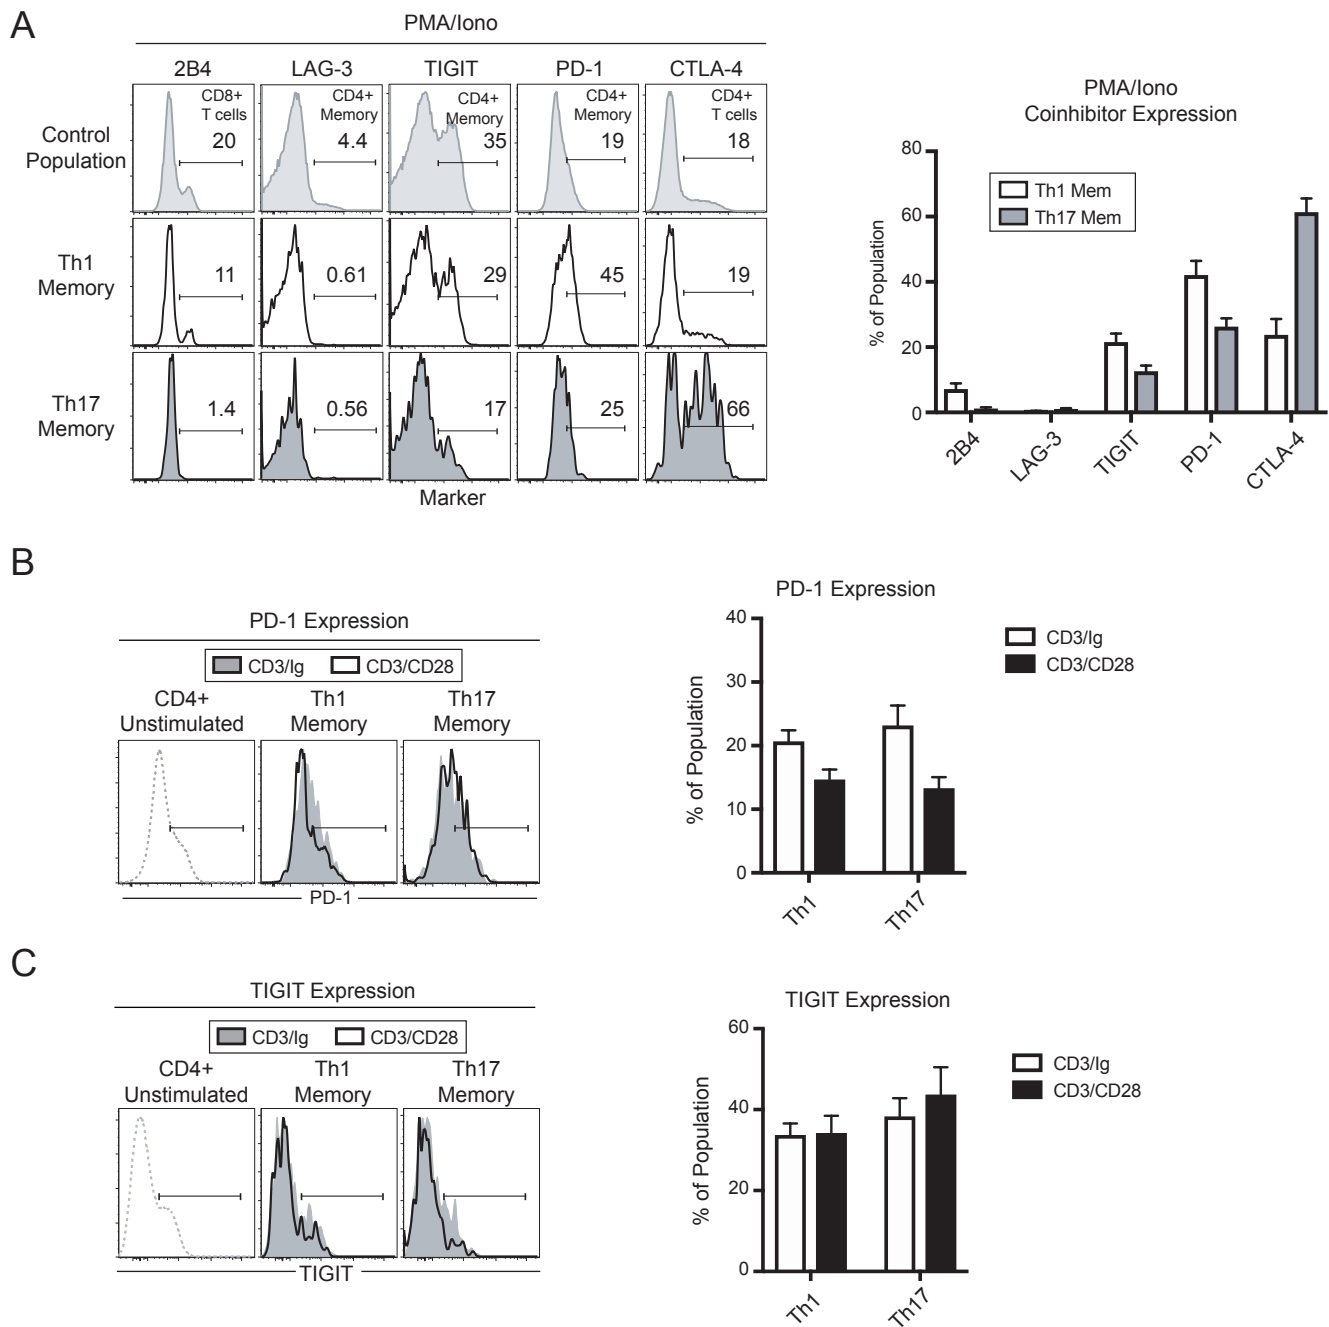 A
PMA/Iono
2B4 LAG-3 TIGIT PD-1 CTLA-4
Control
Population
CD8+
T cells
20
CD4+
Memory
4.4
CD4+
Memory
35
CD4+
Memory
19
CD4+
T cells
18
Th1
Memory
11 0.61 29 45 19
Th17
Memory
1.4 0.56 17 25 66
Marker
PMA/Iono
Coinhibitor Expression
% of Population
80
60
40
20
0
Th1 Mem
Th17 Mem
2B4 LAG-3 TIGIT PD-1 CTLA-4
B
PD-1 Expression
CD3/Ig CD3/CD28
CD4+
Unstimulated
Th1
Memory
Th17
Memory
PD-1
PD-1 Expression
% of Population
40
30
20
10
0
Th1 Th17
CD3/Ig
CD3/CD28
C
TIGIT Expression
CD3/Ig CD3/CD28
CD4+
Unstimulated
Th1
Memory
Th17
Memory
TIGIT
TIGIT Expression
% of Population
60
40
20
0
Th1 Th17
CD3/Ig
CD3/CD28